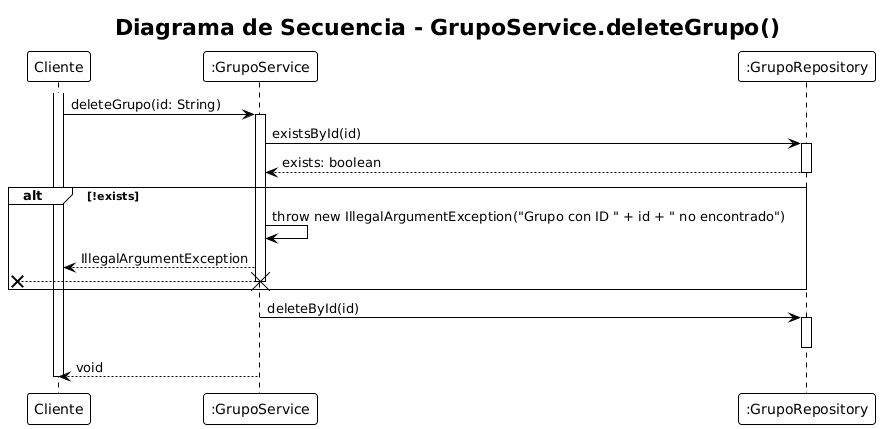 Diagrama de Secuencia - GrupoService.deleteGrupo()
Cliente
:GrupoService
:GrupoRepository
deleteGrupo(id: String)
existsById(id)
exists: boolean
alt
[!exists]
throw new IllegalArgumentException("Grupo con ID " + id + " no encontrado")
IllegalArgumentException
deleteById(id)
void
Cliente
:GrupoService
:GrupoRepository